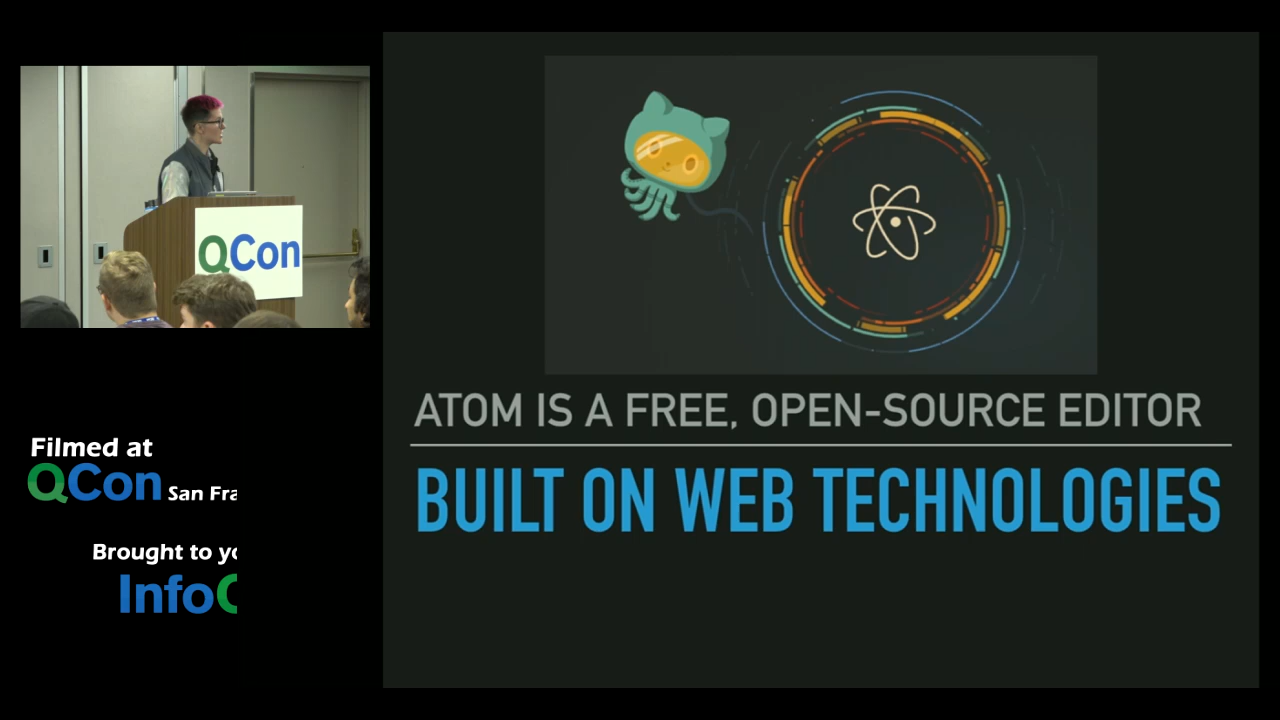 QCon
Filmed at
QCon San Fra
Brought to yo
InfoQ
ATOM IS A FREE, OPEN-SOURCE EDITOR
BUILT ON WEB TECHNOLOGIES